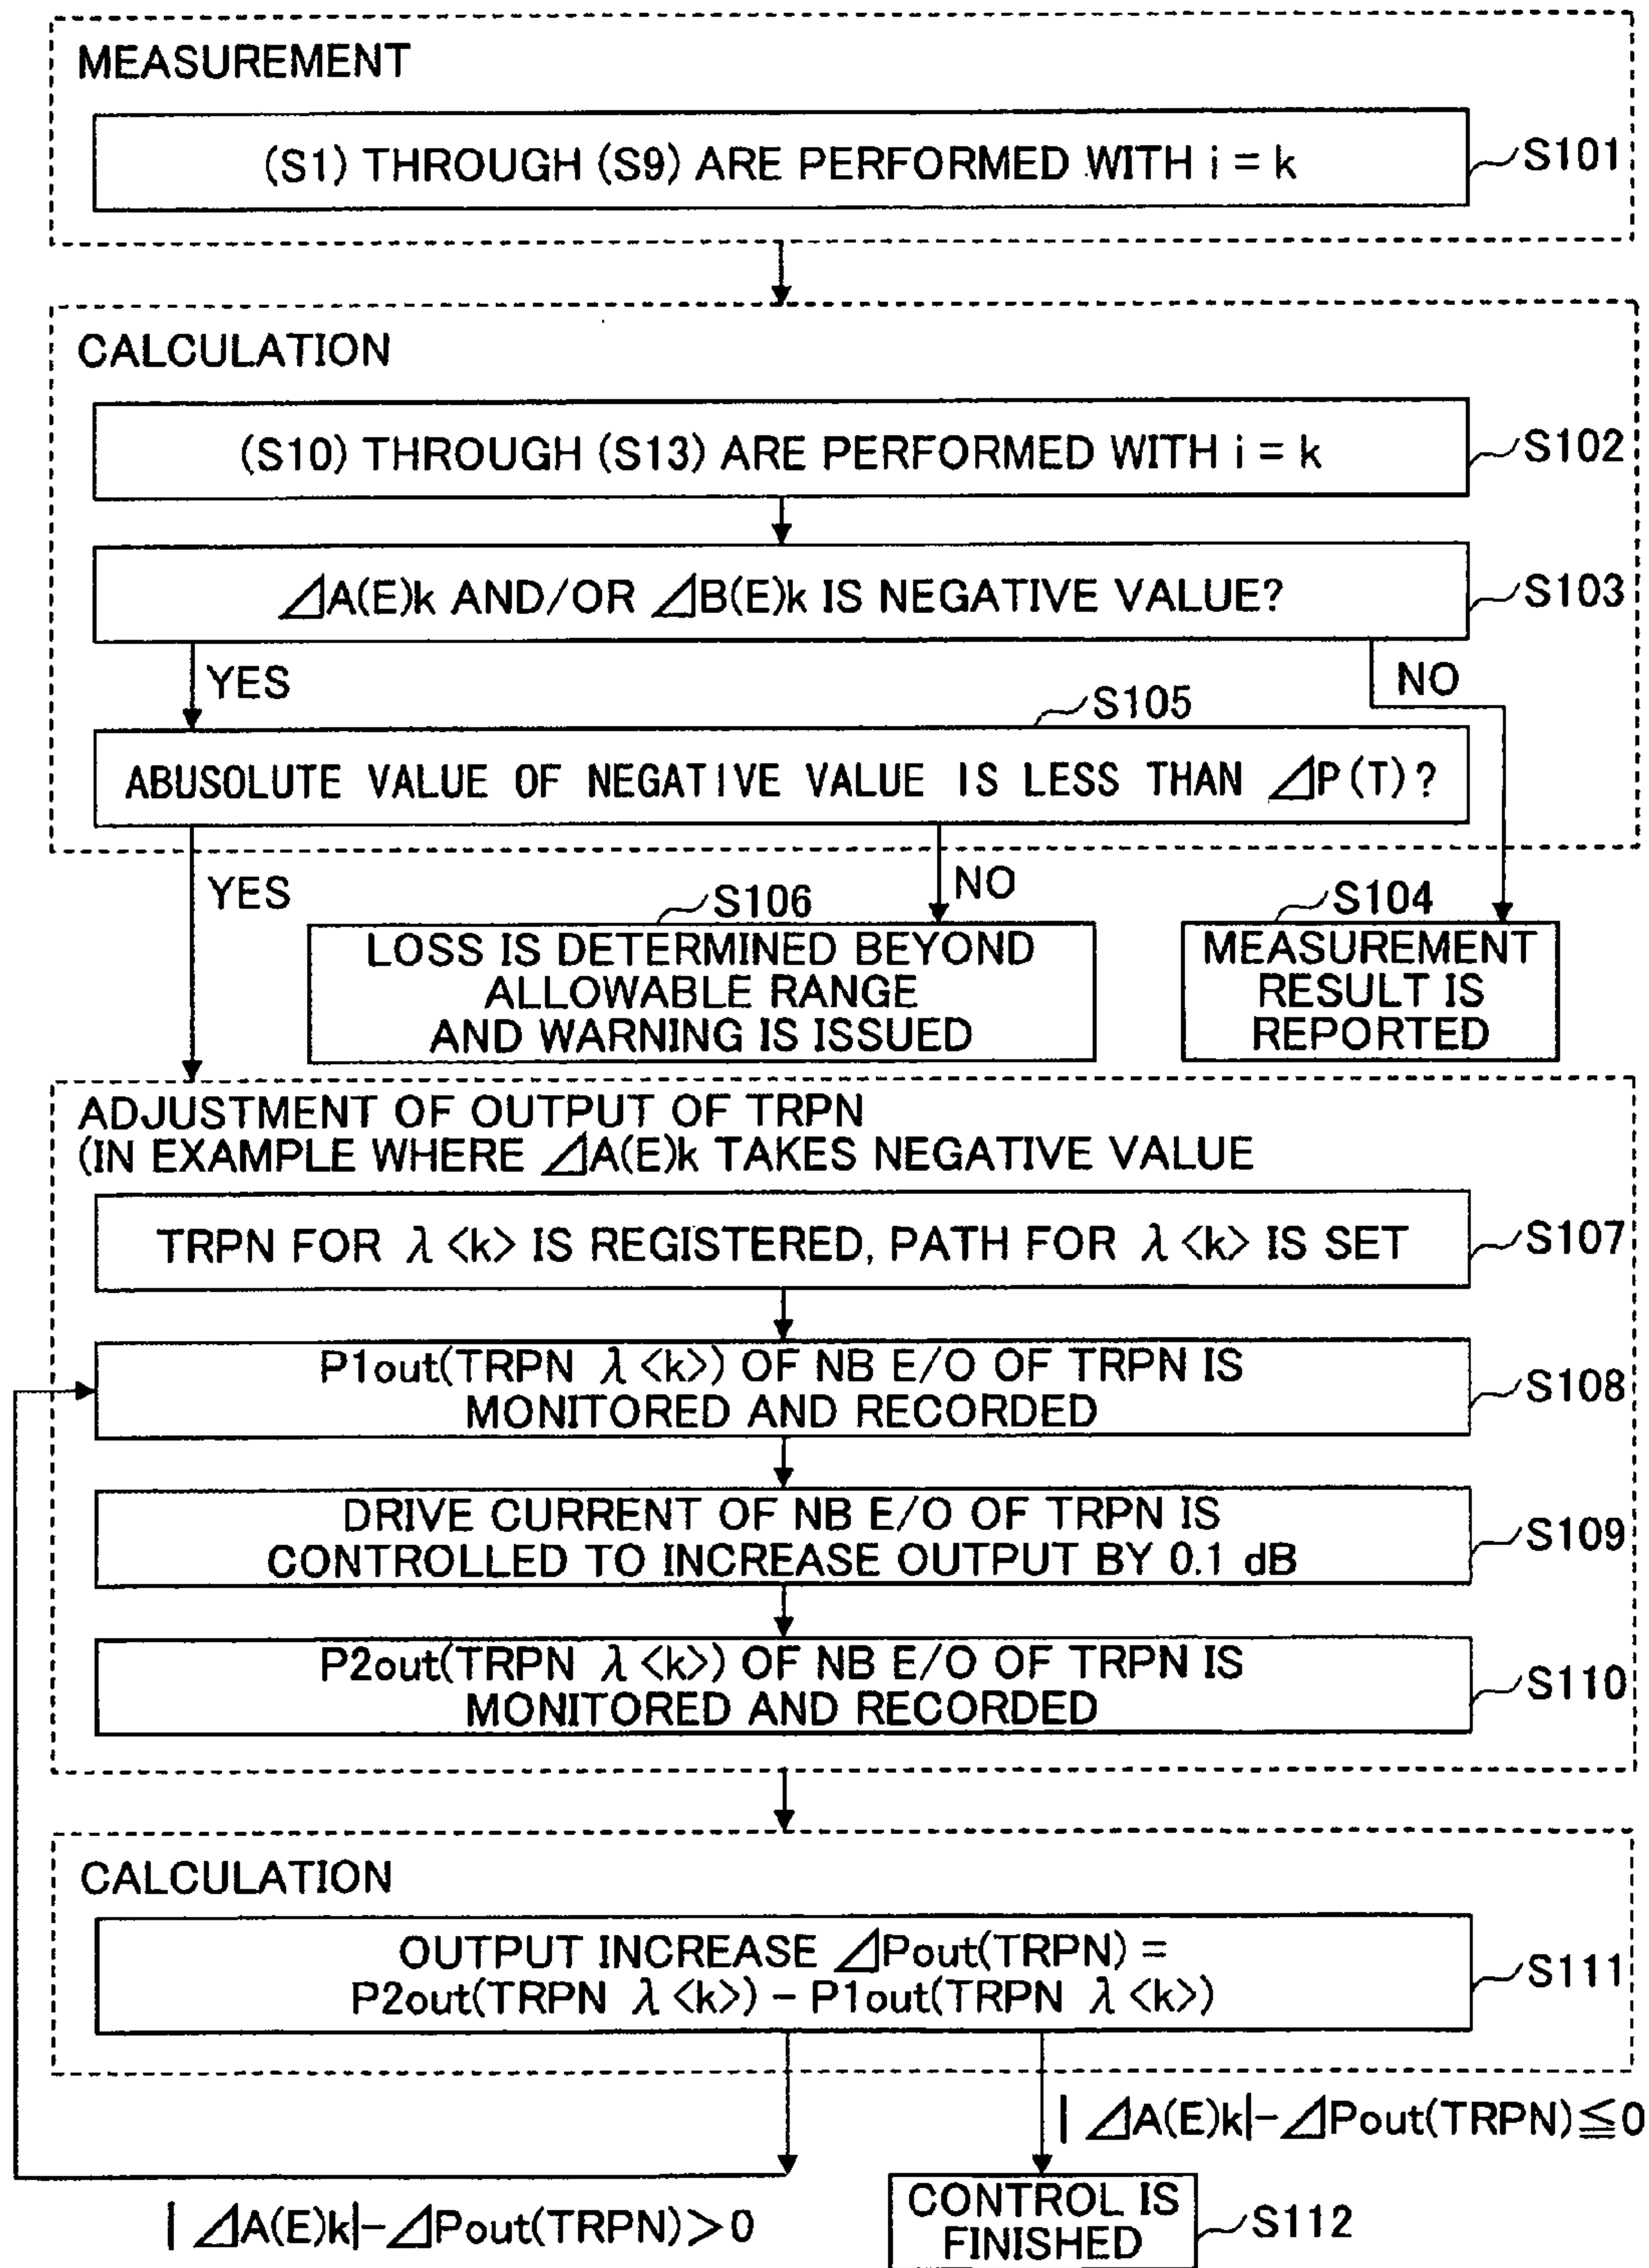 MEASUREMENT
(S1) THROUGH (S9) ARE PERFORMED WITH i = k
S101
CALCULATION
(S10) THROUGH (S13) ARE PERFORMED WITH i = k
S102
⊿A(E)k AND/OR ⊿B(E)k IS NEGATIVE VALUE?
S103
YES
NO
S105
ABUSOLUTE VALUE OF NEGATIVE VALUE IS LESS THAN ⊿P(T)?
YES
NO
S106
LOSS IS DETERMINED BEYOND
ALLOWABLE RANGE
AND WARNING IS ISSUED
S104
MEASUREMENT
RESULT IS
REPORTED
ADJUSTMENT OF OUTPUT OF TRPN
(IN EXAMPLE WHERE ⊿A(E)k TAKES NEGATIVE VALUE
TRPN FOR λ<k> IS REGISTERED, PATH FOR λ<k> IS SET
S107
P1out(TRPN λ<k>) OF NB E/O OF TRPN IS
MONITORED AND RECORDED
S108
DRIVE CURRENT OF NB E/O OF TRPN IS
CONTROLLED TO INCREASE OUTPUT BY 0.1 dB
S109
P2out(TRPN λ<k>) OF NB E/O OF TRPN IS
MONITORED AND RECORDED
S110
CALCULATION
OUTPUT INCREASE ⊿Pout(TRPN) =
P2out(TRPN λ<k>) - P1out(TRPN λ<k>)
S111
|⊿A(E)k|-⊿Pout(TRPN)≦0
|⊿A(E)k|-⊿Pout(TRPN)>0
CONTROL IS
FINISHED
S112